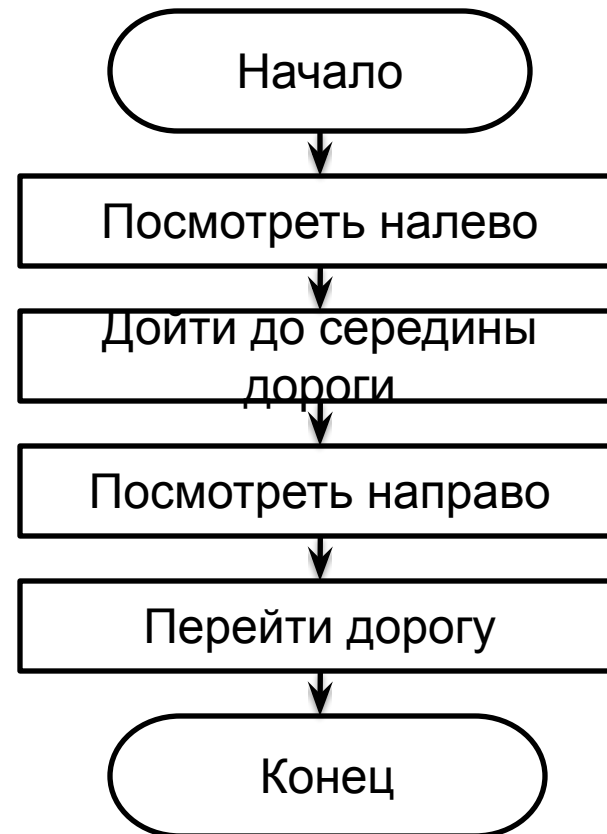 Начало
Посмотреть налево
Дойти до середины
дороги
Посмотреть направо
Перейти дорогу
Конец